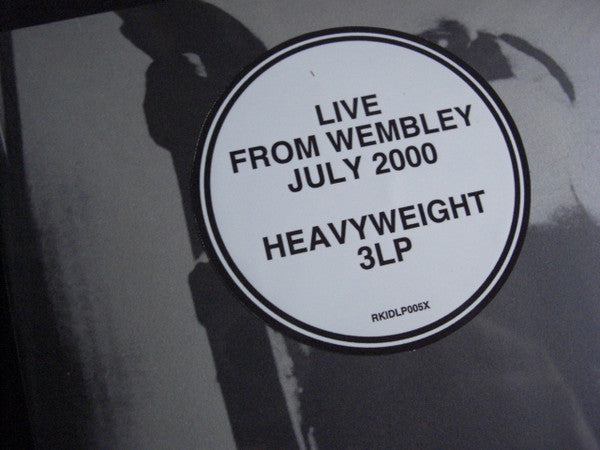 LIVE
FROM WEMBLEY
JULY 2000
HEAVYWEIGHT
3LP
RKIDLP005X